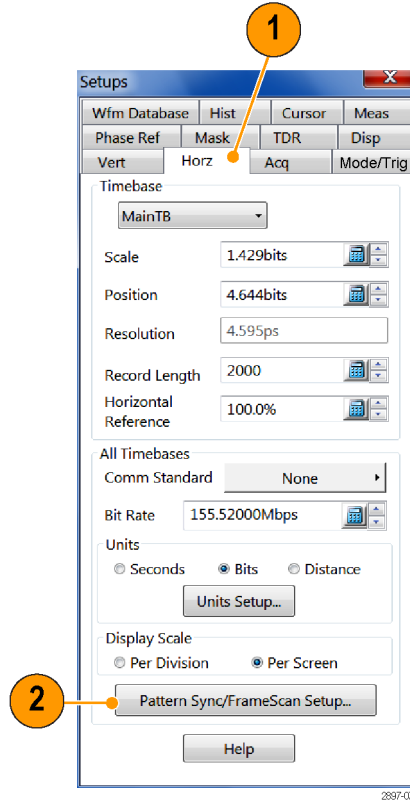 1
Setups
X
Wfm Database Hist Cursor Meas
Phase Ref Mask TDR Disp
Vert Horz Acq Mode/Trig
Timebase
MainTB
Scale 1.429bits
Position 4.644bits
Resolution 4.595ps
Record Length 2000
Horizontal
Reference 100.0%
All Timebases
Comm Standard None
Bit Rate 155.52000Mbps
Units
Seconds Bits Distance
Units Setup...
Display Scale
Per Division Per Screen
2
Pattern Sync/FrameScan Setup...
Help